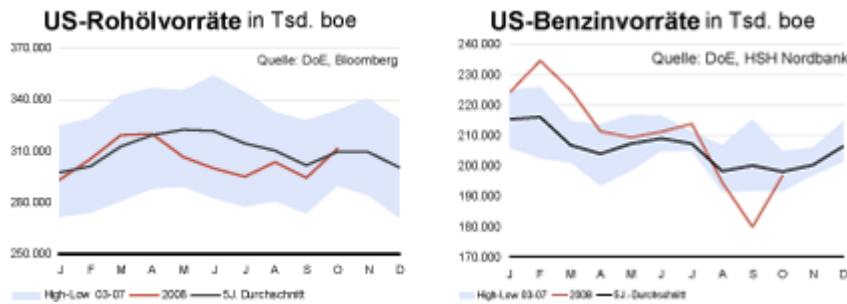 US-Rohölvorräte in Tsd. boe
370.000
Quelle: DoE, Bloomberg
340.000
310.000
280.000
250.000
J F M A M J J A S O N D
High-Low 03-07 2008 5J. Durchschnitt
US-Benzinvorräte in Tsd. boe
240.000
Quelle: DoE, HSH Nordbank
230.000
220.000
210.000
200.000
190.000
180.000
170.000
J F M A M J J A S O N D
High-Low 03-07 2008 5J.-Durchschnitt